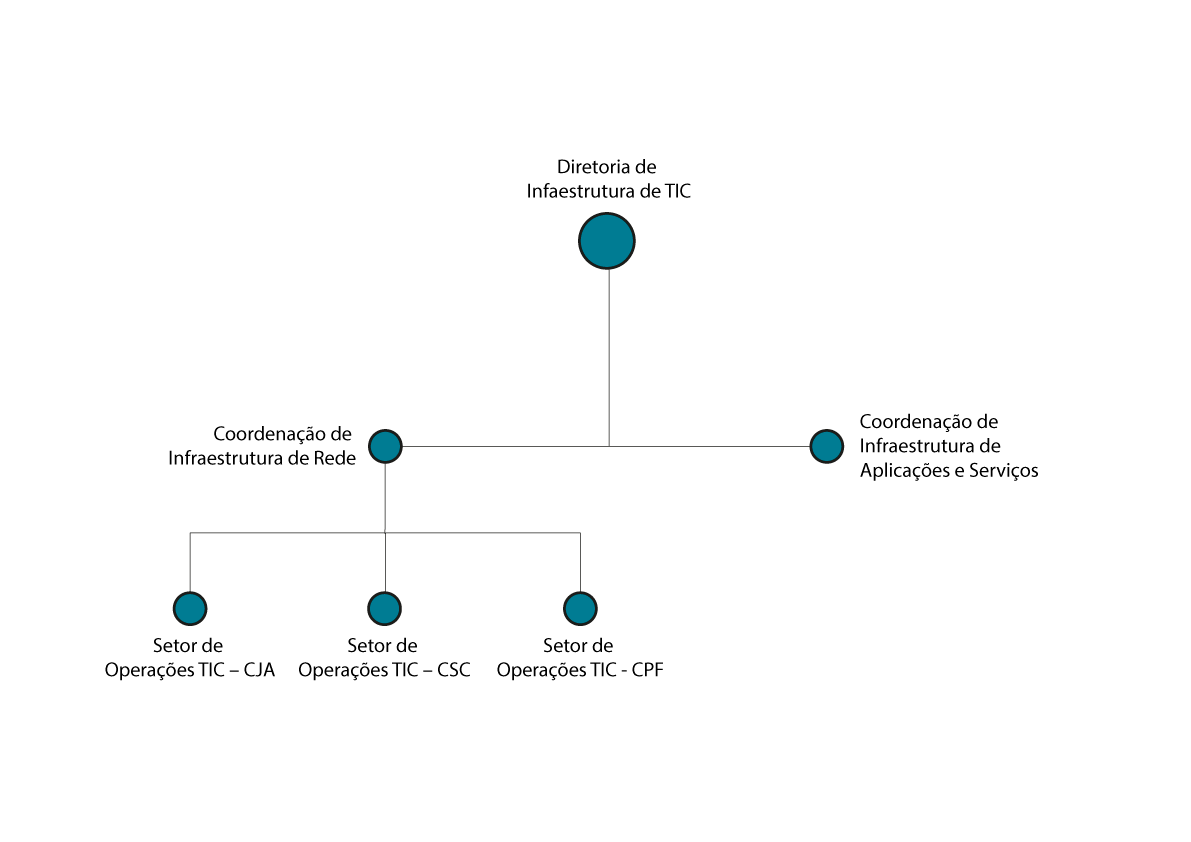 Diretoria de
Infaestrutura de TIC
Coordenação de
Infraestrutura de Rede
Coordenação de
Infraestrutura de
Aplicações e Serviços
Setor de
Operações TIC – CJA
Setor de
Operações TIC – CSC
Setor de
Operações TIC - CPF